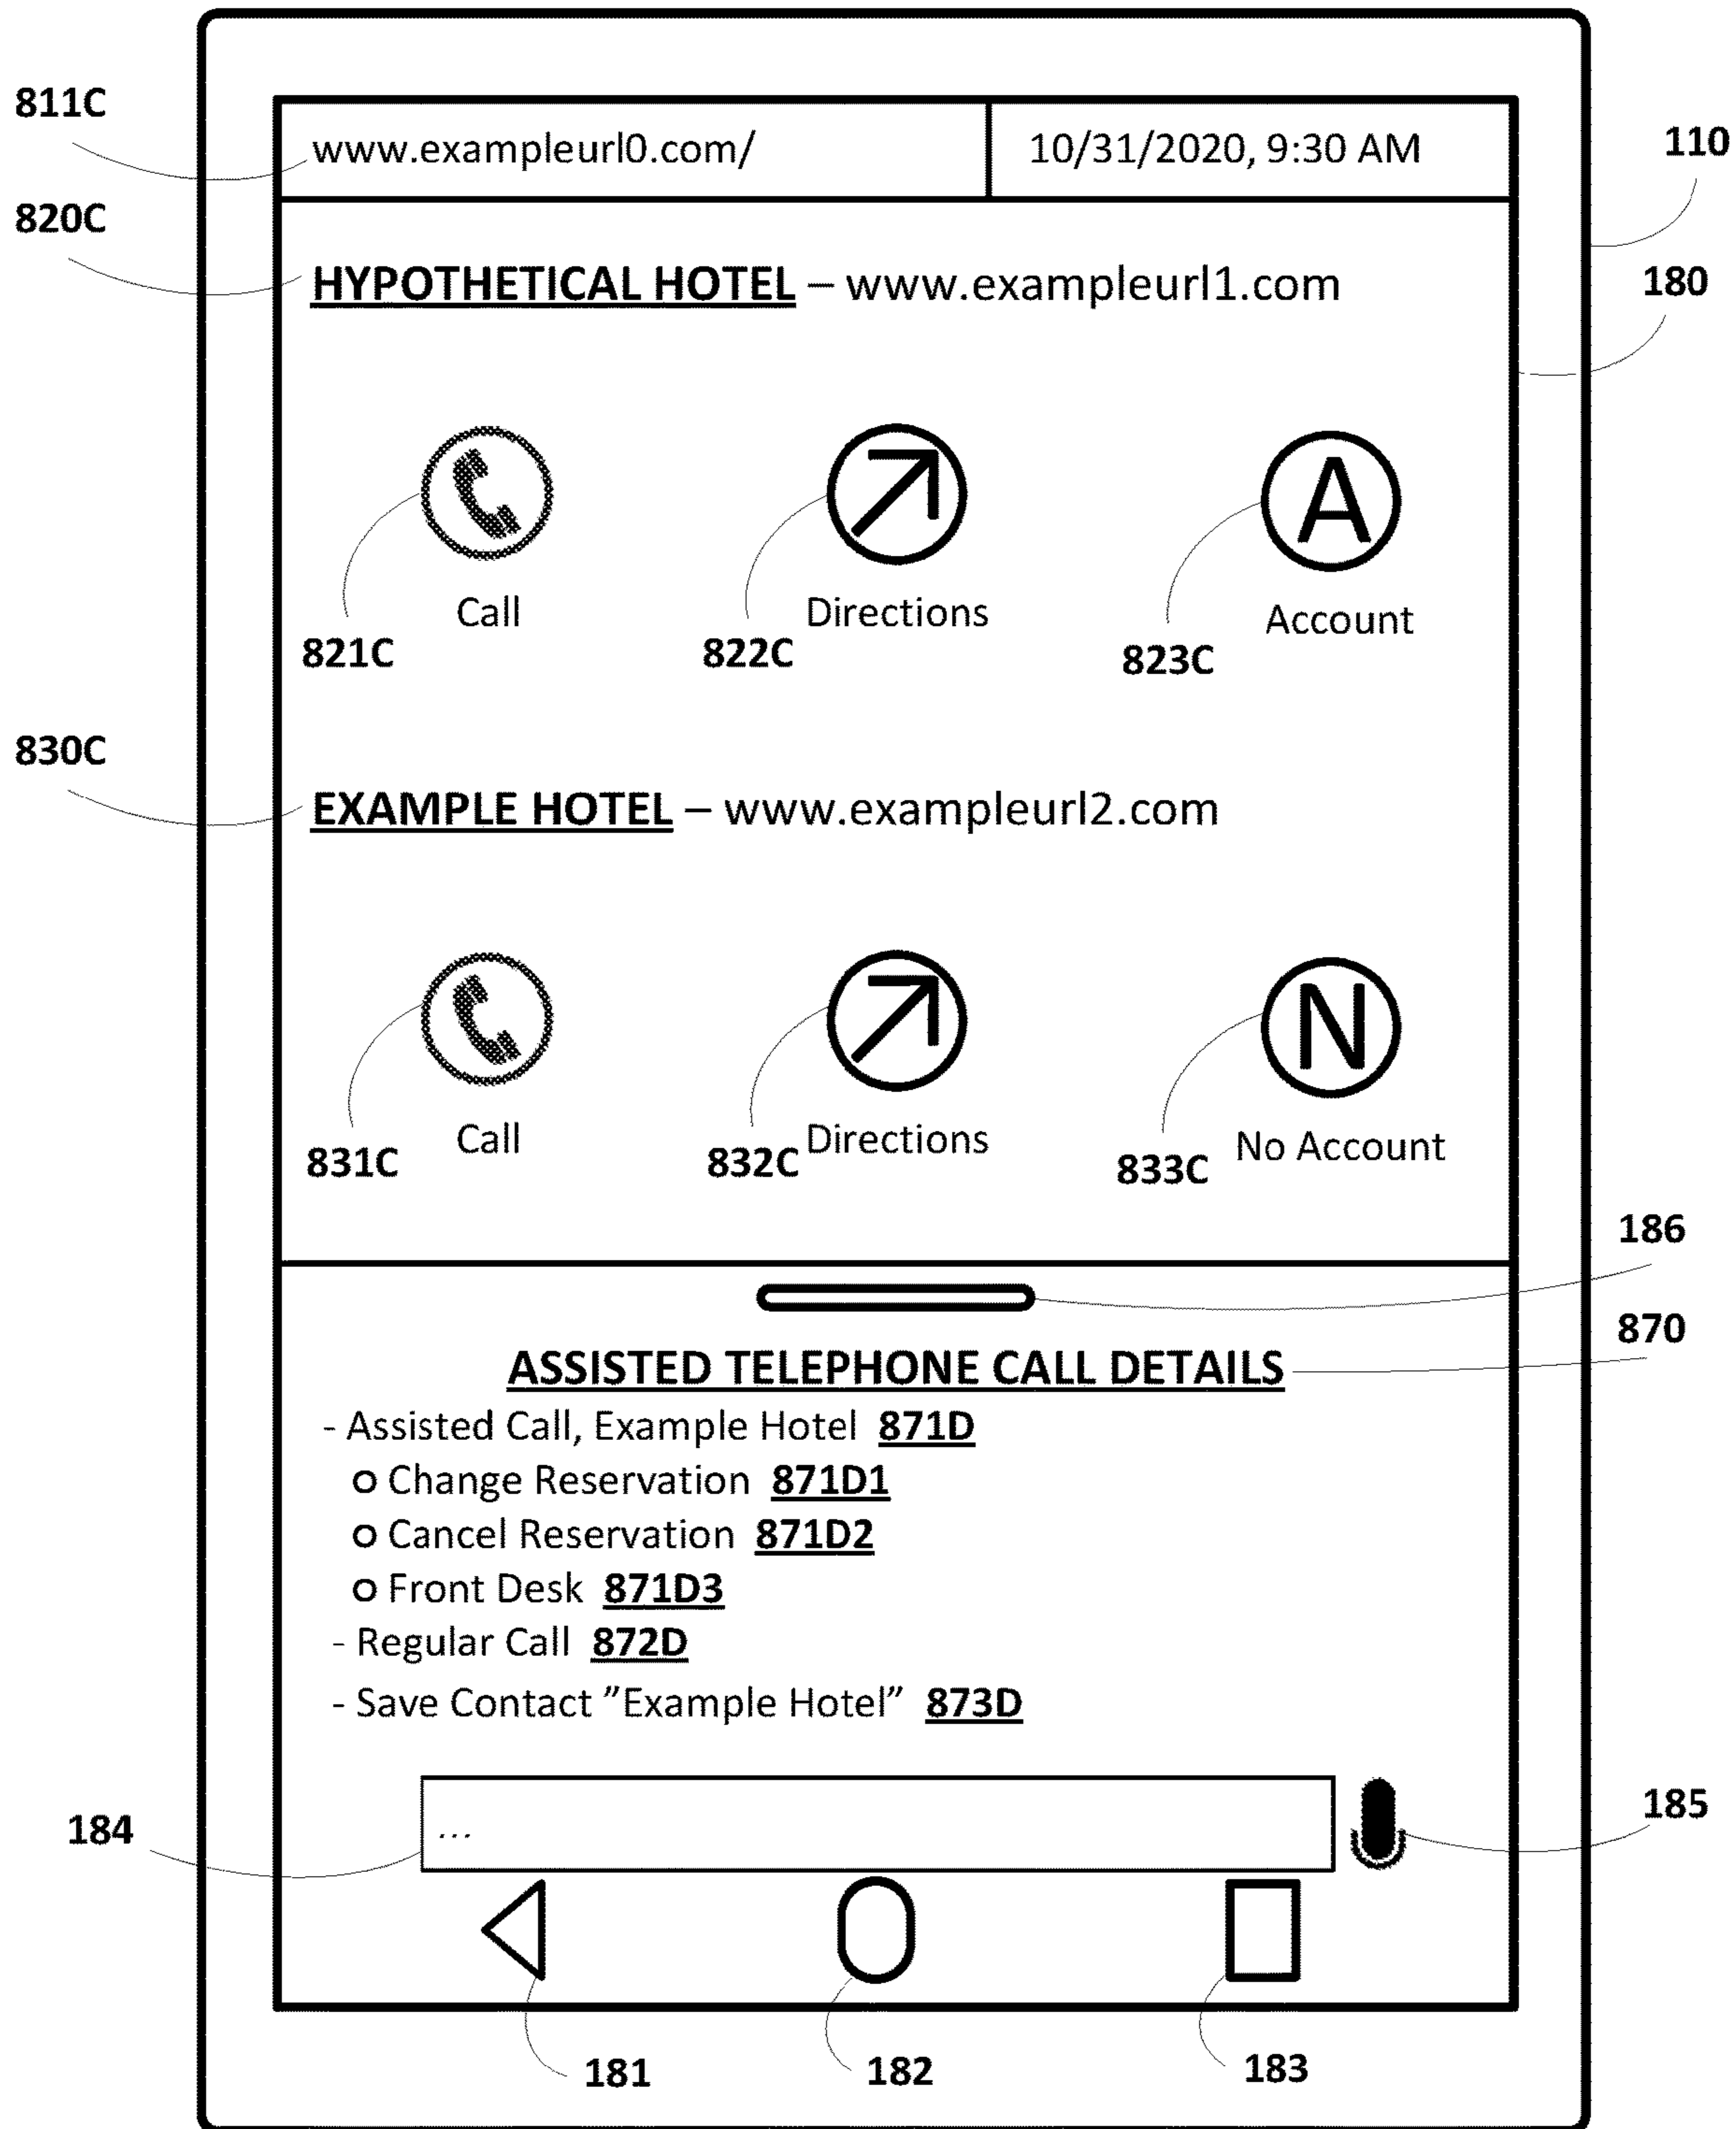 811C
www.exampleurl0.com/
10/31/2020, 9:30 AM
110
820C
HYPOTHETICAL HOTEL – www.exampleurl1.com
180
A
Call
Directions
Account
821C
822C
823C
830C
EXAMPLE HOTEL – www.exampleurl2.com
N
Call
Directions
No Account
831C
832C
833C
186
870
ASSISTED TELEPHONE CALL DETAILS
- Assisted Call, Example Hotel 871D
o Change Reservation 871D1
o Cancel Reservation 871D2
o Front Desk 871D3
- Regular Call 872D
- Save Contact ”Example Hotel” 873D
184
...
185
181
182
183